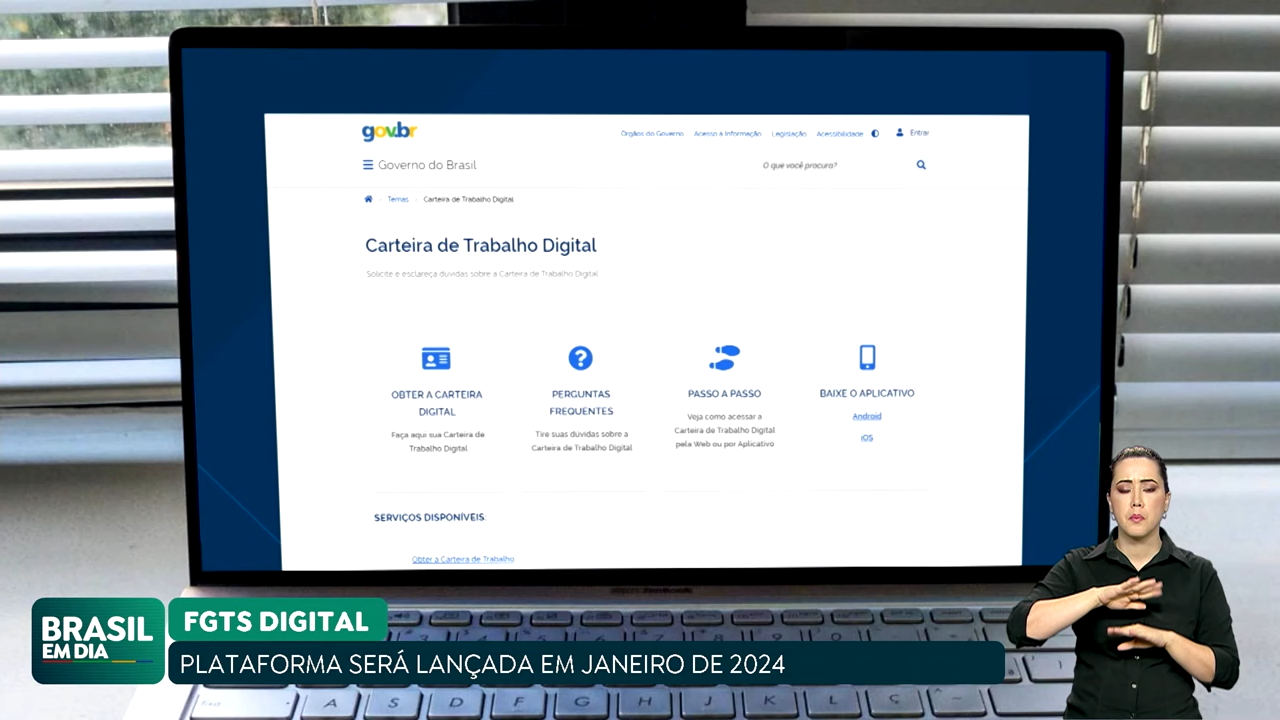 gov.br
Órgãos do Governo Acesso à Informação Legislação Acessibilidade Entrar
Governo do Brasil
O que você procura?
Temas Carteira de Trabalho Digital
Carteira de Trabalho Digital
Solicite e esclareça dúvidas sobre a Carteira de Trabalho Digital
OBTER A CARTEIRA
DIGITAL
Faça aqui sua Carteira de
Trabalho Digital
PERGUNTAS
FREQUENTES
Tire suas dúvidas sobre a
Carteira de Trabalho Digital
PASSO A PASSO
Veja como acessar a
Carteira de Trabalho Digital
pela Web ou por Aplicativo
BAIXE O APLICATIVO
Android
iOS
SERVIÇOS DISPONÍVEIS:
Obter a Carteira de Trabalho
BRASIL
EM DIA
FGTS DIGITAL
PLATAFORMA SERÁ LANÇADA EM JANEIRO DE 2024
7 8 9 0
A S D F G H J K L Ç